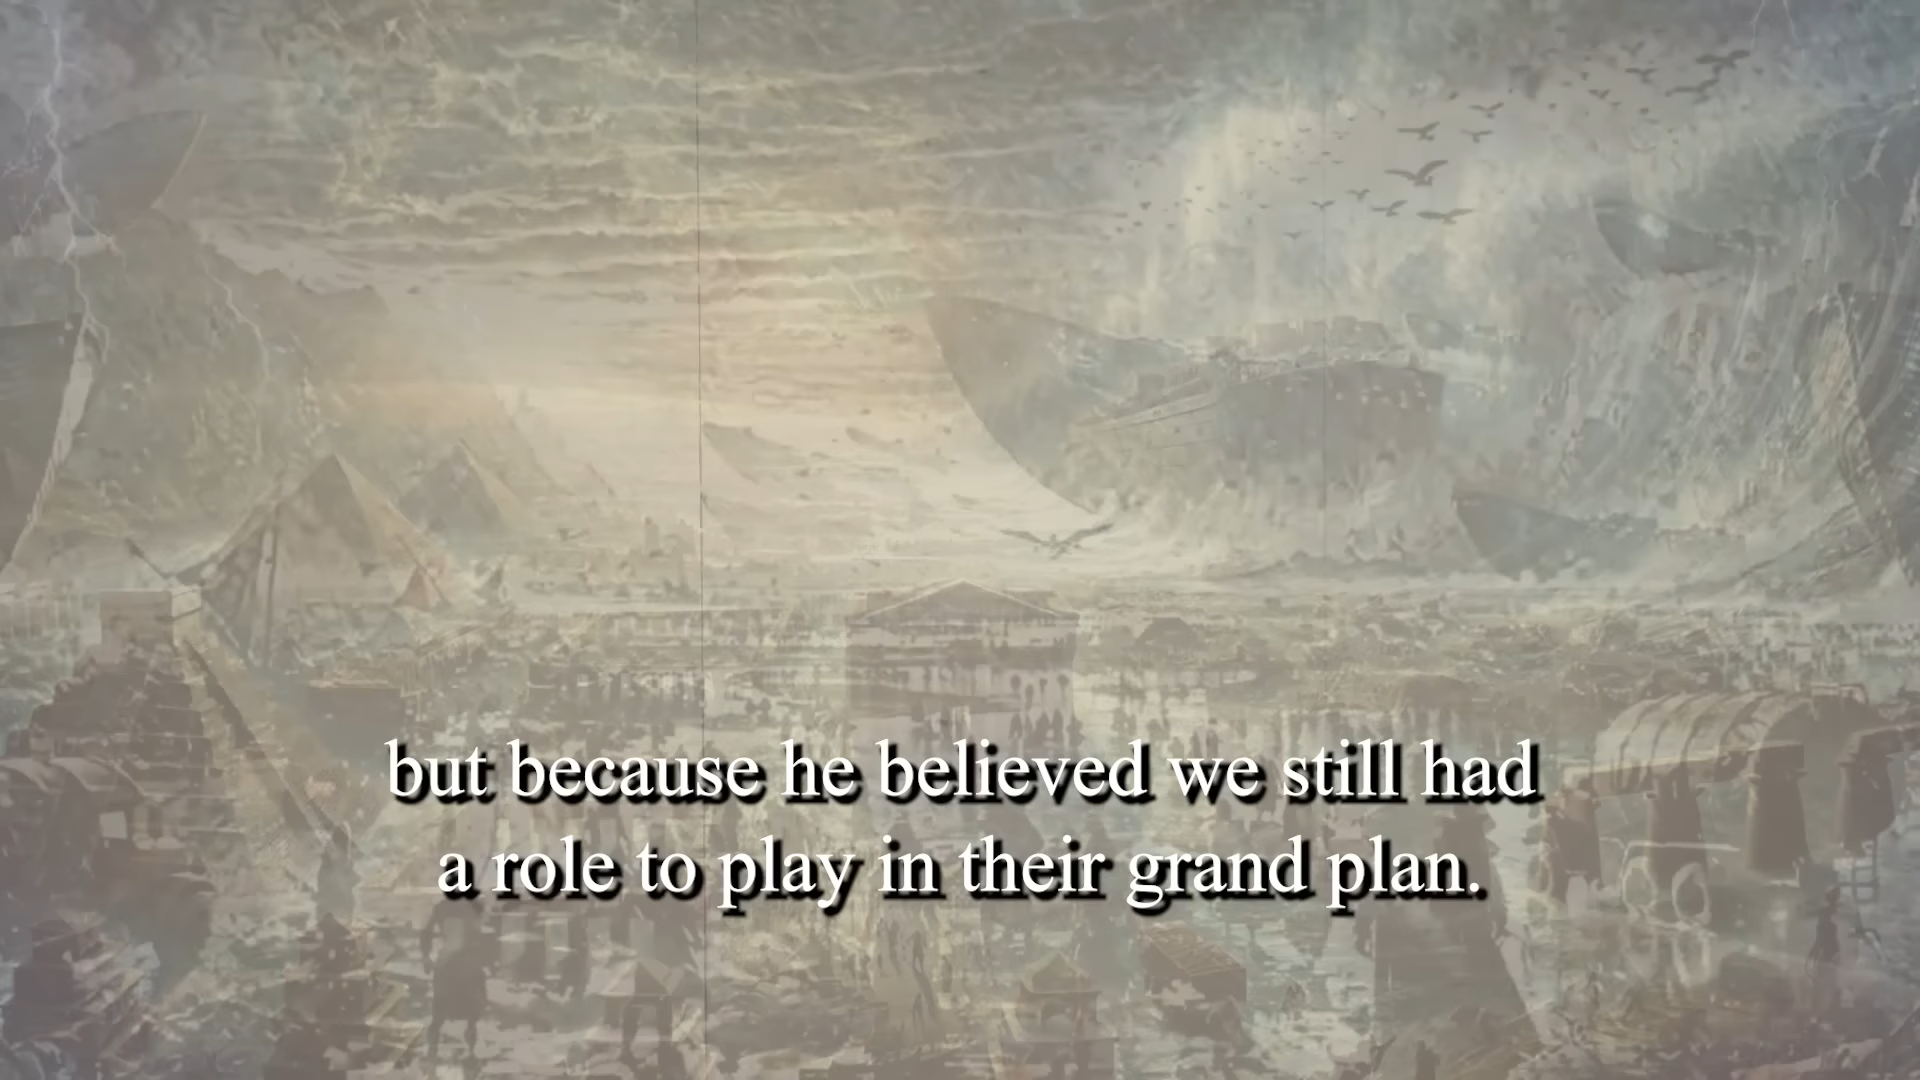 but because he believed we still had
a role to play in their grand plan.